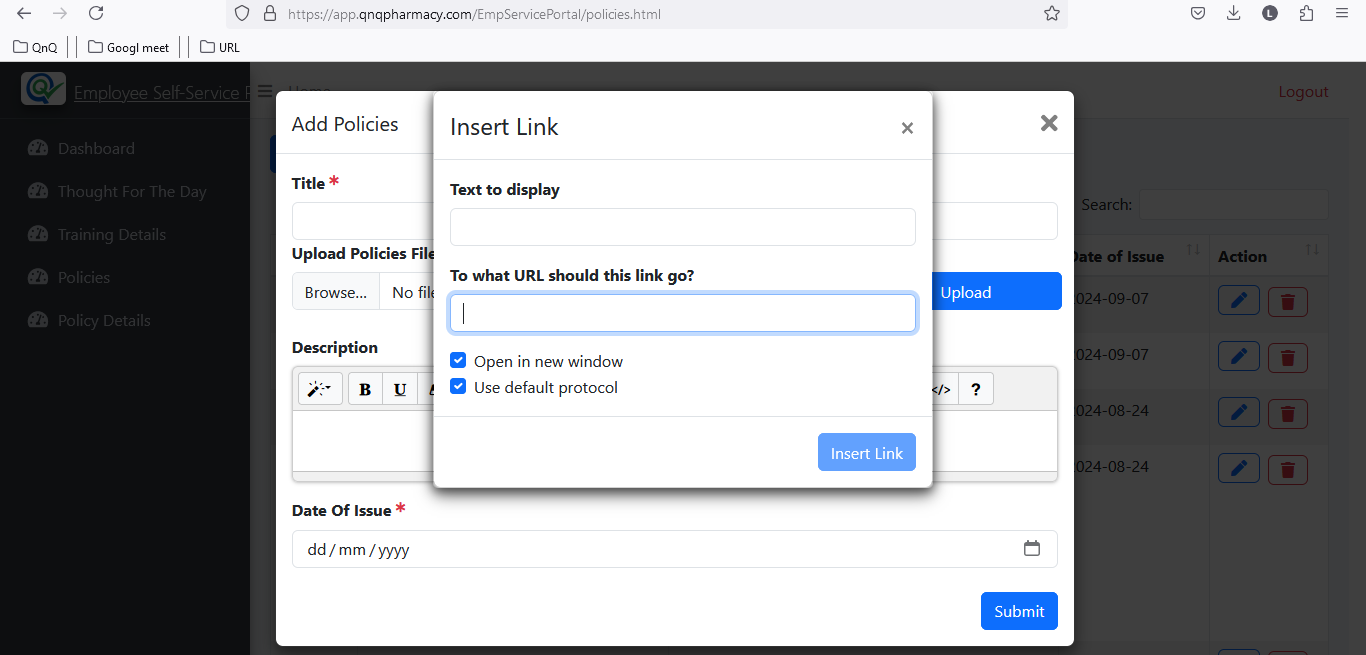 https://app.qnqpharmacy.com/EmpServicePortal/policies.html
QnQ
Googl meet
URL
Employee Self-Service
Home
Logout
Dashboard
Thought For The Day
Training Details
Policies
Policy Details
Search:
Date of Issue
Action
2024-09-07
2024-09-07
2024-08-24
2024-08-24
Add Policies
Title *
Upload Policies File
Browse...
No file
Upload
Description
B
U
</>
?
Date Of Issue *
dd / mm / yyyy
Submit
Insert Link
×
Text to display
To what URL should this link go?
Open in new window
Use default protocol
Insert Link